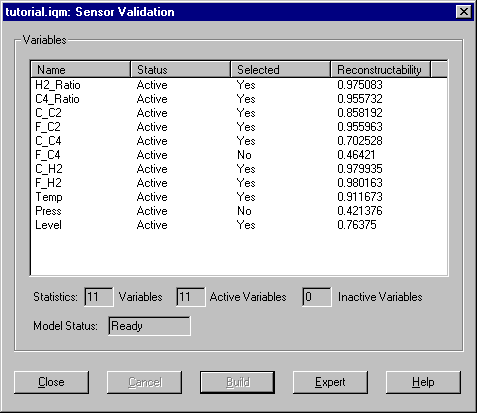 tutorial.iqm: Sensor Validation
Variables
Name Status Selected Reconstructability
H2_Ratio Active Yes 0.975083
C4_Ratio Active Yes 0.955732
C_C2 Active Yes 0.858192
F_C2 Active Yes 0.955963
C_C4 Active Yes 0.702528
F_C4 Active No 0.46421
C_H2 Active Yes 0.979935
F_H2 Active Yes 0.980163
Temp Active Yes 0.911673
Press Active No 0.421376
Level Active Yes 0.76375
Statistics: 11 Variables 11 Active Variables 0 Inactive Variables
Model Status: Ready
Close Cancel Build Expert Help